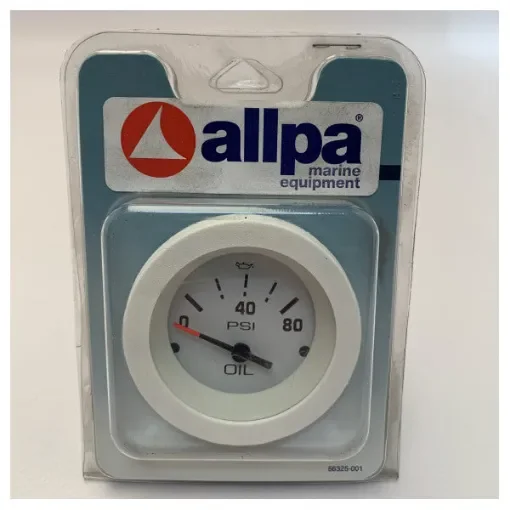 allpa®
marine
equipment
0 40 80
PSI
OIL
88325-001